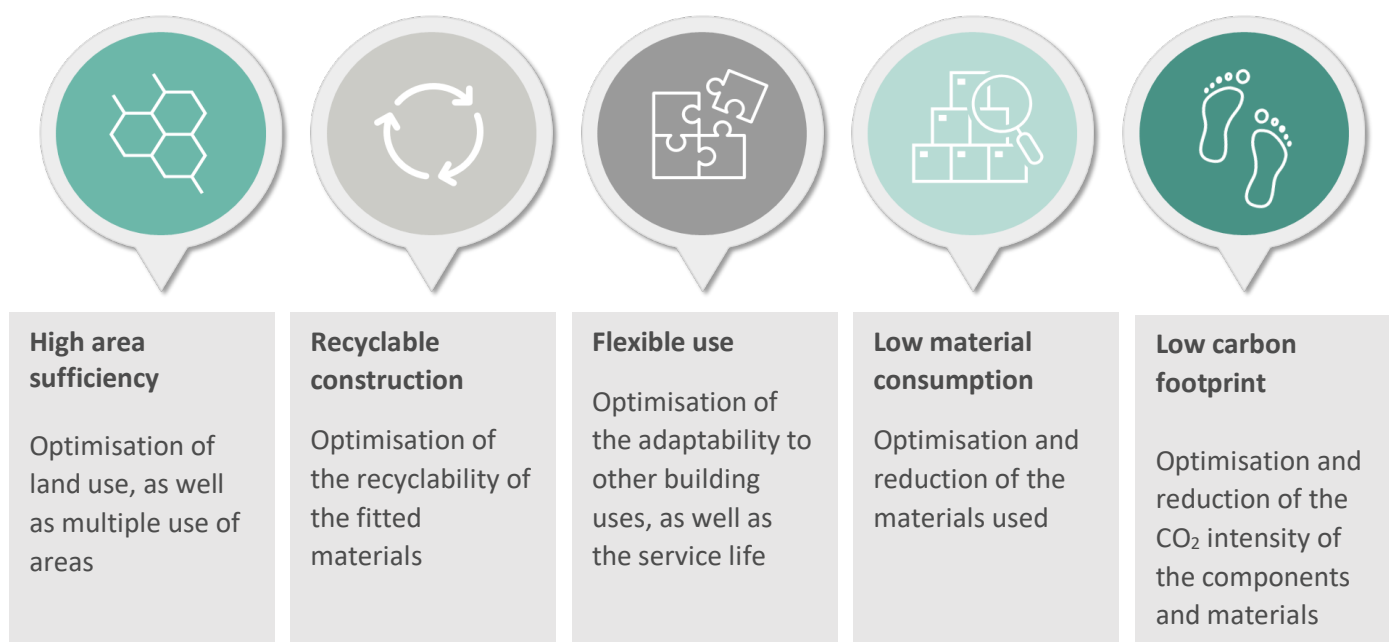 High area
sufficiency
Optimisation of
land use, as well
as multiple use of
areas
Recyclable
construction
Optimisation of
the recyclability of
the fitted
materials
Flexible use
Optimisation of
the adaptability to
other building
uses, as well as
the service life
Low material
consumption
Optimisation and
reduction of the
materials used
Low carbon
footprint
Optimisation and
reduction of the
CO₂ intensity of
the components
and materials